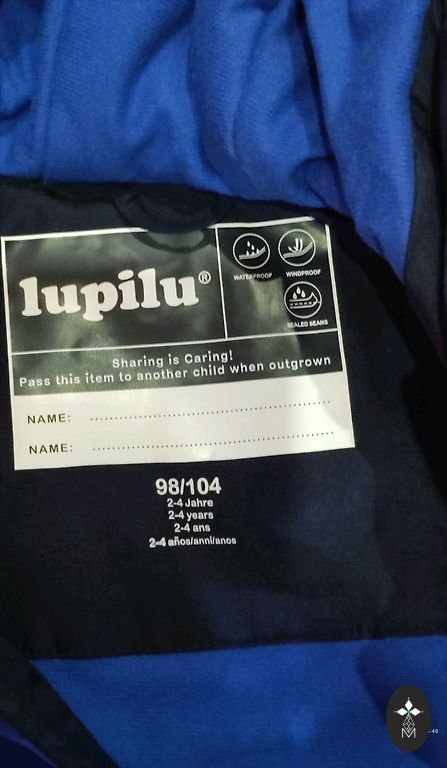 lupilu®
WATERPROOF WINDPROOF
SEALED SEAMS
Sharing is Caring!
Pass this item to another child when outgrown
NAME:
NAME:
98/104
2-4 Jahre
2-4 years
2-4 ans
2-4 años/anni/anos
M